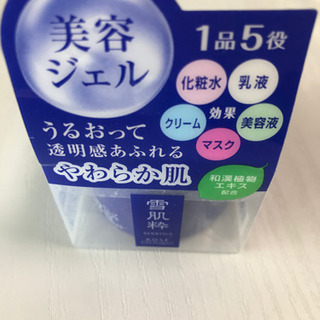 美容
ジェル
うるおって
透明感あふれる
やわらか肌
1品5役
化粧水
乳液
クリーム
効果
美容液
マスク
和漢植物
エキス
配合
雪肌粋